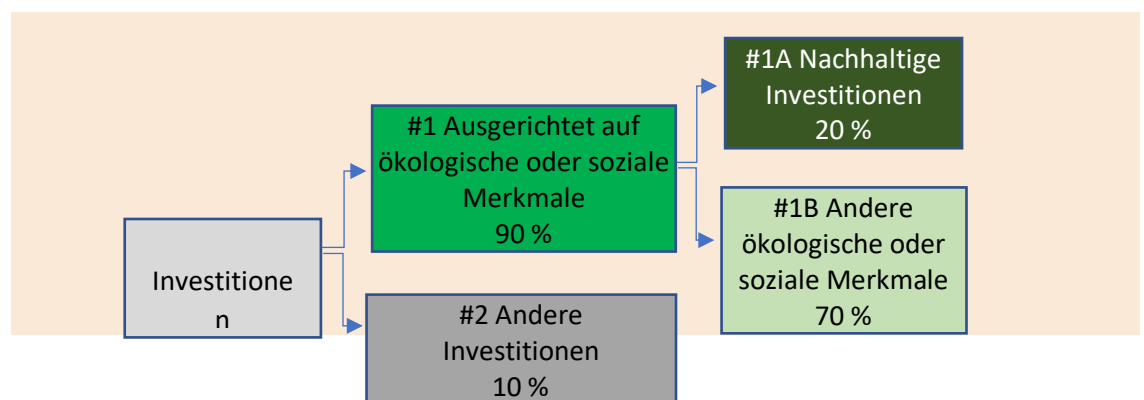 #1A Nachhaltige
Investitionen
20 %
#1 Ausgerichtet auf
ökologische oder soziale
Merkmale
90 %
#1B Andere
ökologische oder
soziale Merkmale
70 %
Investitione
n
#2 Andere
Investitionen
10 %